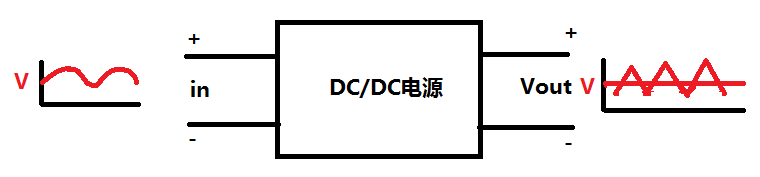 +
+
V
in
DC/DC电源
Vout
V
-
-